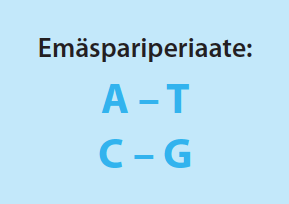 Emäspariperiaate:
A – T
C – G